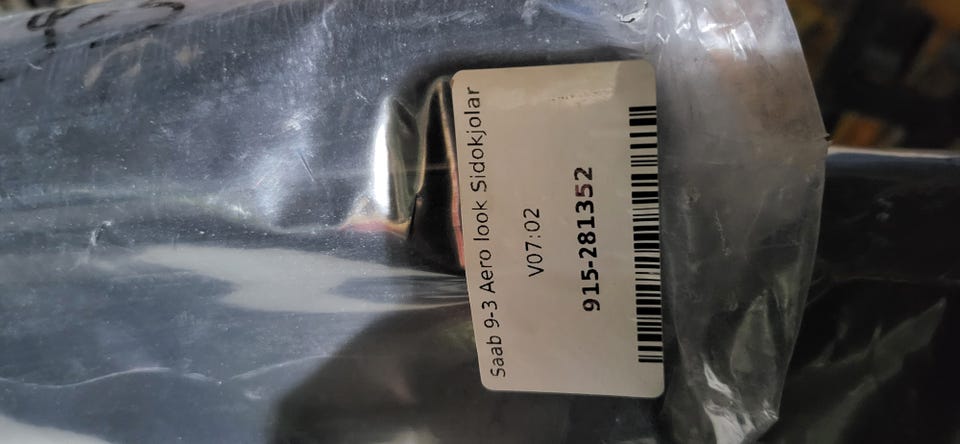 Saab 9-3 Aero look Sidokjolar
V07:02
915-281352